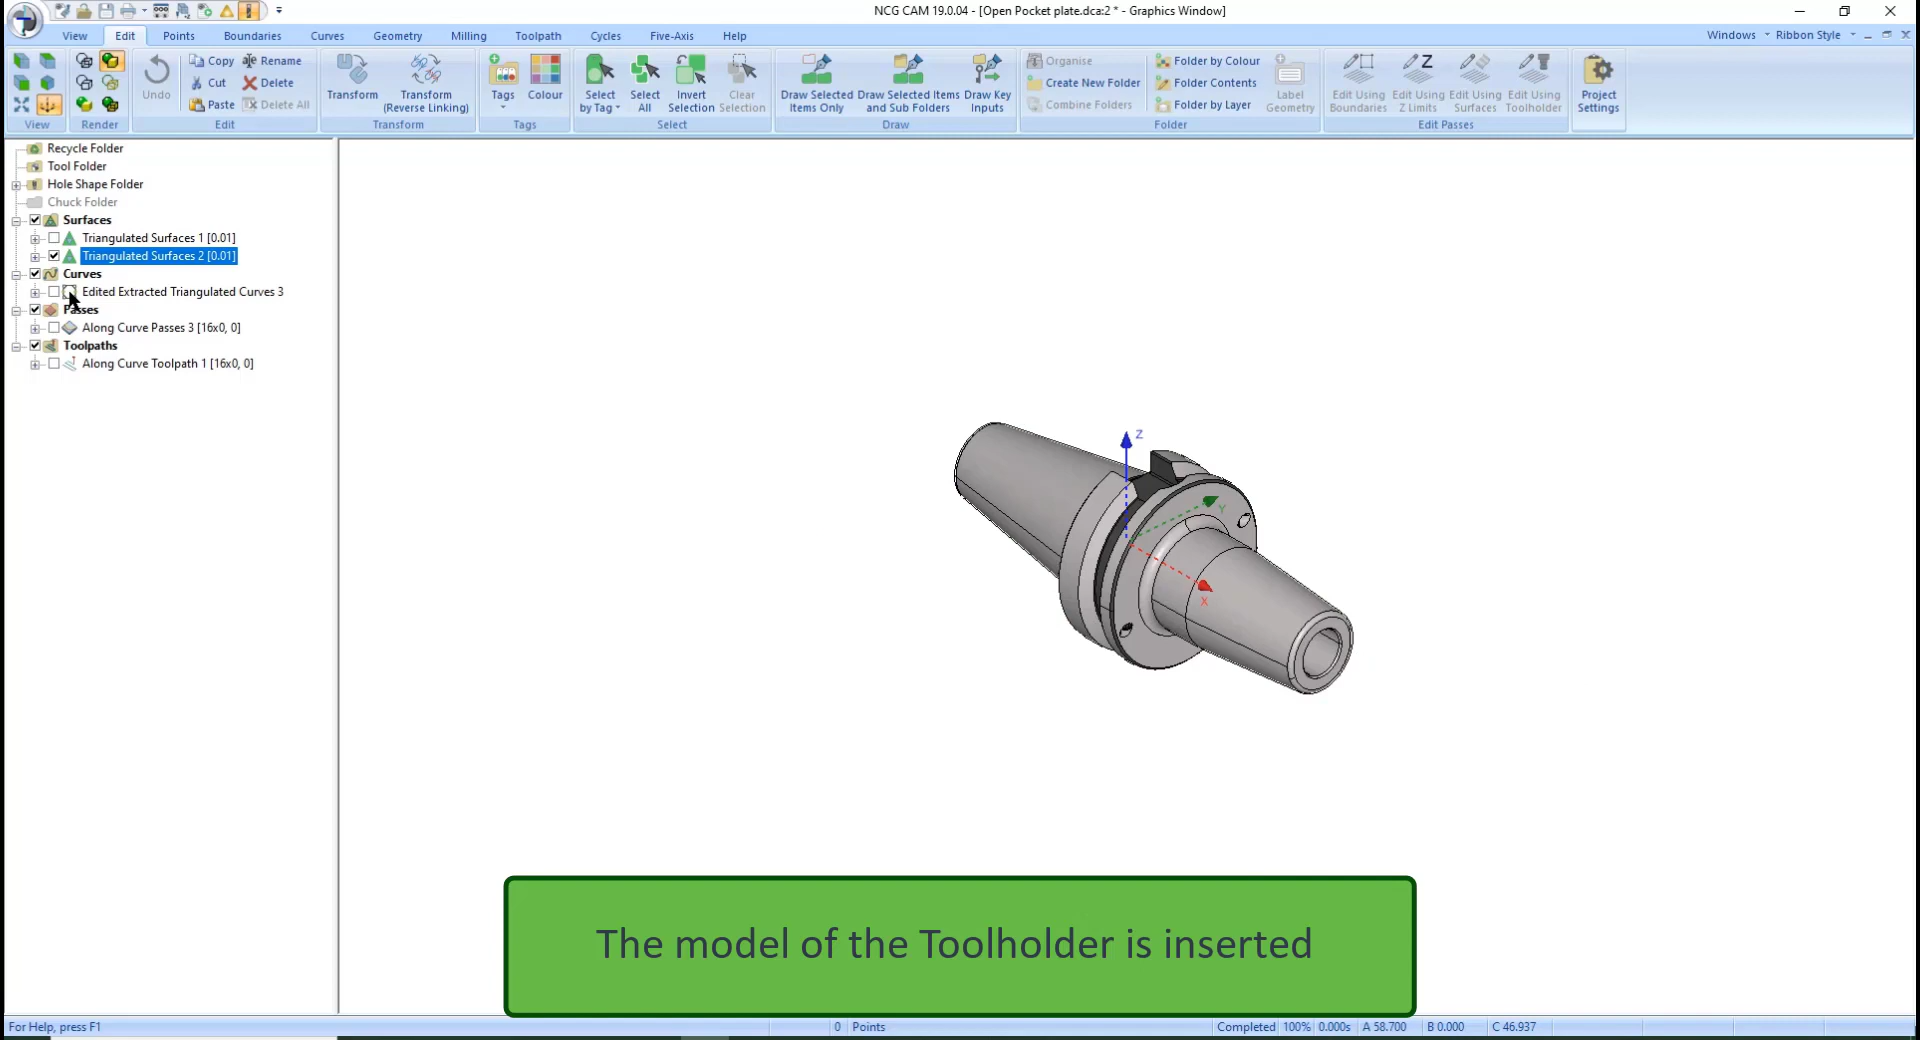 NCG CAM 19.0.04 - [Open Pocket plate.dca:2 * - Graphics Window]
View Edit Points Boundaries Curves Geometry Milling Toolpath Cycles Five-Axis Help Windows Ribbon Style
Copy Rename Organise Folder by Colour
Cut Delete Create New Folder Folder Contents
Undo Transform Transform Tags Colour Select Select Invert Clear Draw Selected Draw Selected Items Draw Key Label Edit Using Edit Using Edit Using Edit Using Project
Paste Delete All (Reverse Linking) by Tag All Selection Selection Items Only and Sub Folders Inputs Combine Folders Folder by Layer Geometry Boundaries Z Limits Surfaces Toolholder Settings
View Render Edit Transform Tags Select Draw Folder Edit Passes
Recycle Folder
Tool Folder
Hole Shape Folder
Chuck Folder
Surfaces
Triangulated Surfaces 1 [0.01]
Triangulated Surfaces 2 [0.01]
Curves
Edited Extracted Triangulated Curves 3
Passes
Along Curve Passes 3 [16x0, 0]
Toolpaths
Along Curve Toolpath 1 [16x0, 0]
Z
Y
X
The model of the Toolholder is inserted
For Help, press F1 0 Points Completed 100% 0.000s A 58.700 B 0.000 C 46.937